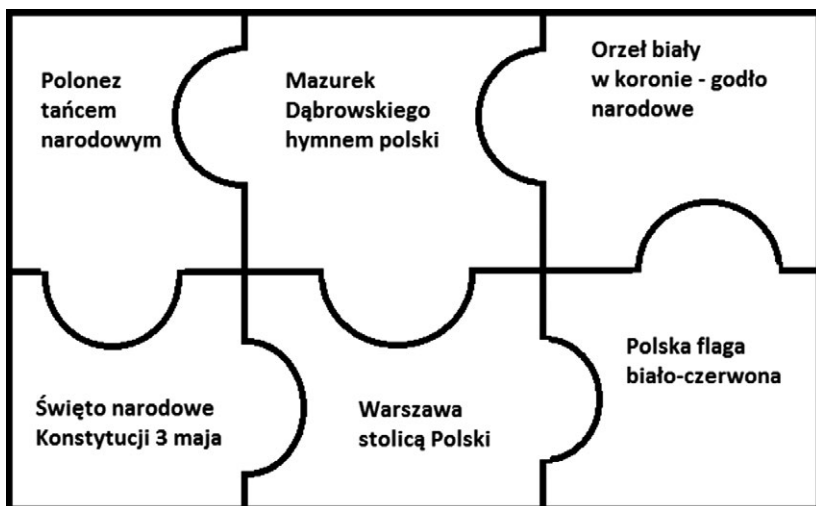 Polonez
tańcem
narodowym
Mazurek
Dąbrowskiego
hymnem polski
Orzeł biały
w koronie - godło
narodowe
Święto narodowe
Konstytucji 3 maja
Warszawa
stolicą Polski
Polska flaga
biało-czerwona